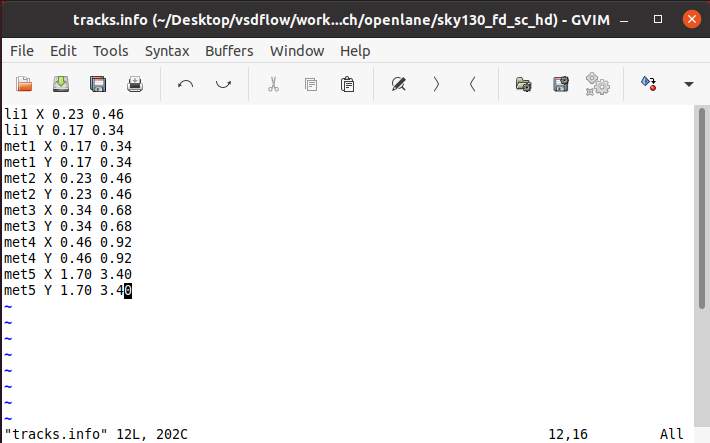 tracks.info (~/Desktop/vsdflow/work...ch/openlane/sky130_fd_sc_hd) - GVIM
File Edit Tools Syntax Buffers Window Help
li1 X 0.23 0.46
li1 Y 0.17 0.34
met1 X 0.17 0.34
met1 Y 0.17 0.34
met2 X 0.23 0.46
met2 Y 0.23 0.46
met3 X 0.34 0.68
met3 Y 0.34 0.68
met4 X 0.46 0.92
met4 Y 0.46 0.92
met5 X 1.70 3.40
met5 Y 1.70 3.40
~
~
~
~
~
~
~
~
"tracks.info" 12L, 202C 12,16 All